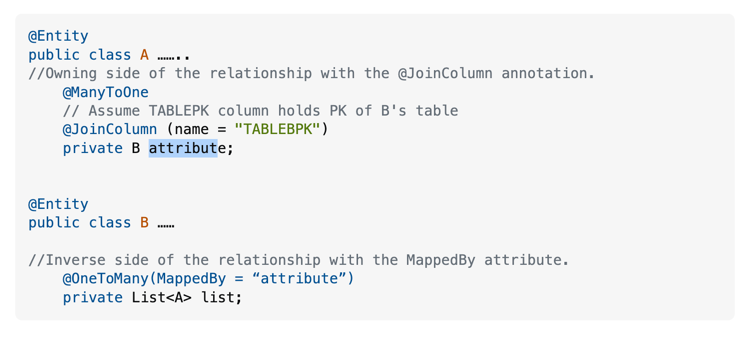 @Entity
public class A ……..
//Owning side of the relationship with the @JoinColumn annotation.
@ManyToOne
// Assume TABLEPK column holds PK of B's table
@JoinColumn (name = "TABLEBPK")
private B attribute;
@Entity
public class B ……
//Inverse side of the relationship with the MappedBy attribute.
@OneToMany(MappedBy = “attribute”)
private List<A> list;